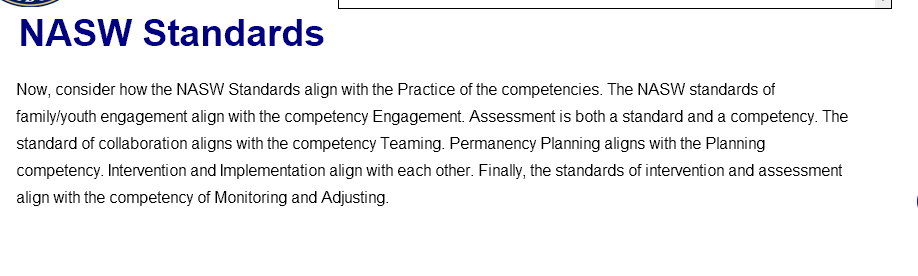 NASW Standards
Now, consider how the NASW Standards align with the Practice of the competencies. The NASW standards of
family/youth engagement align with the competency Engagement. Assessment is both a standard and a competency. The
standard of collaboration aligns with the competency Teaming. Permanency Planning aligns with the Planning
competency. Intervention and Implementation align with each other. Finally, the standards of intervention and assessment
align with the competency of Monitoring and Adjusting.